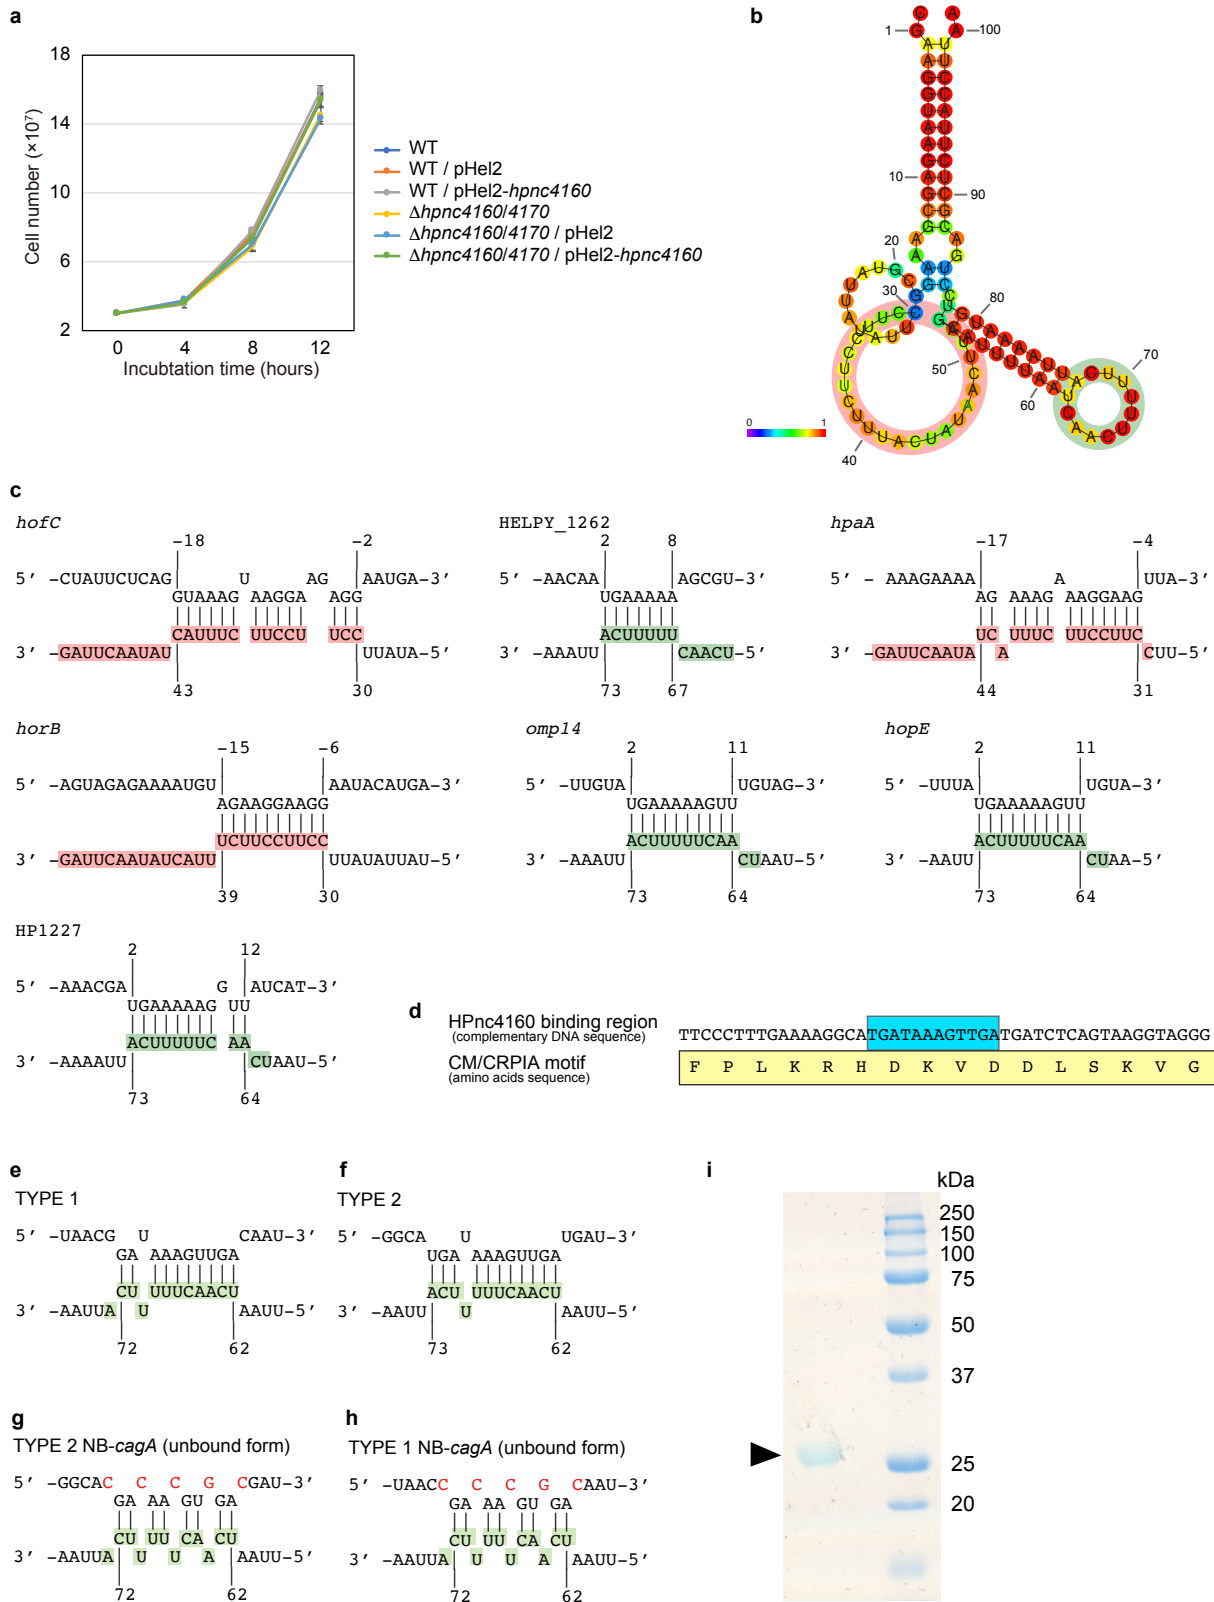 a
18
14
10
6
2
Cell number (×10⁷)
0 4 8 12
Incubtation time (hours)
WT
WT / pHel2
WT / pHel2-hpnc4160
Δhpnc4160/4170
Δhpnc4160/4170 / pHel2
Δhpnc4160/4170 / pHel2-hpnc4160
b
1
10
20
30
40
50
60
70
80
90
100
0 1
c
hofC
-18 -2
5′ -CUAUUCUCAG U AG AAUGA-3′
GUAAAG AAGGA AGG
CAUUUC UUCCU UCC
3′ -GAUUCAAUAU UUAUA-5′
43 30
HELPY_1262
2 8
5′ -AACAA AGCGU-3′
UGAAAAA
ACUUUUU
3′ -AAAUU CAACU-5′
73 67
hpaA
-17 -4
5′ - AAAGAAAA A UUA-3′
AG AAAG AAGGAAG
UC UUUC UUCCUUC
3′ -GAUUCAAUA A CUU-5′
44 31
horB
-15 -6
5′ -AGUAGAGAAAAUGU AAUACAUGA-3′
AGAAGGAAGG
UCUUCCUUCC
3′ -GAUUCAAUAUCAUU UUAUAUUAU-5′
39 30
omp14
2 11
5′ -UUGUA UGUAG-3′
UGAAAAAGUU
ACUUUUUCAA
3′ -AAAUU CUAAU-5′
73 64
hopE
2 11
5′ -UUUA UGUA-3′
UGAAAAAGUU
ACUUUUUCAA
3′ -AAUU CUAA-5′
73 64
HP1227
2 12
5′ -AAACGA G AUCAT-3′
UGAAAAAG UU
ACUUUUUC AA
3′ -AAAAUU CUAAU-5′
73 64
d
HPnc4160 binding region
(complementary DNA sequence)
TTCCCTTTGAAAAGGCATGATAAAGTTGATGATCTCAGTAAGGTAGGG
CM/CRPIA motif
(amino acids sequence)
F P L K R H D K V D D L S K V G
e
TYPE 1
5′ -UAACG U CAAU-3′
GA AAAGUUGA
CU UUUCAACU
3′ -AAUUA U AAUU-5′
72 62
f
TYPE 2
5′ -GGCA U UGAU-3′
UGA AAAGUUGA
ACU UUUCAACU
3′ -AAUU U AAUU-5′
73 62
g
TYPE 2 NB-cagA (unbound form)
5′ -GGCAC C C G CGAU-3′
GA AA GU GA
CU UU CA CU
3′ -AAUUA U U A AAUU-5′
72 62
h
TYPE 1 NB-cagA (unbound form)
5′ -UAACC C C G CAAU-3′
GA AA GU GA
CU UU CA CU
3′ -AAUUA U U A AAUU-5′
72 62
i
kDa
250
150
100
75
50
37
25
20